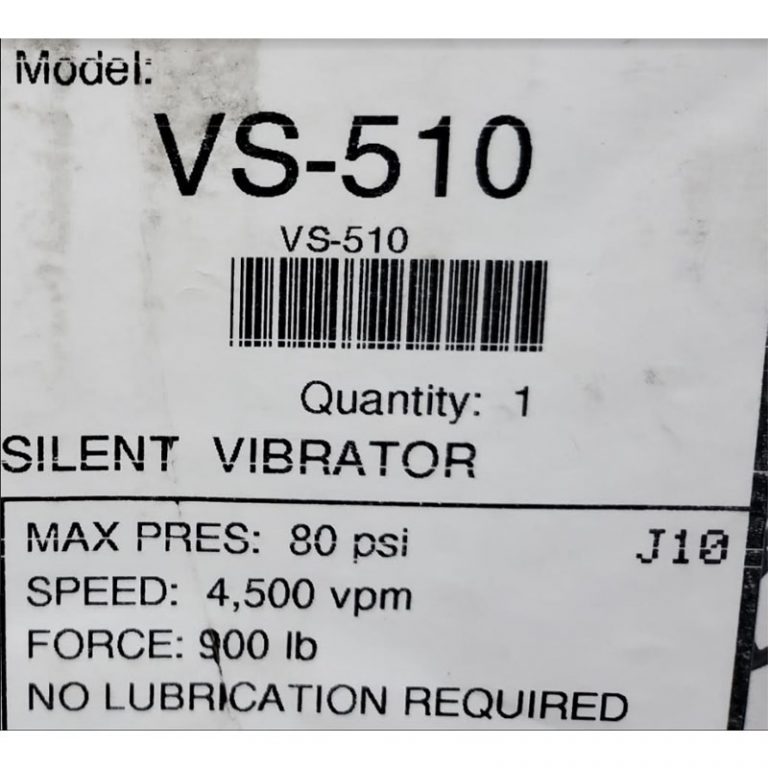 Model:
VS-510
VS-510
Quantity: 1
SILENT VIBRATOR
MAX PRES: 80 psi
J10
SPEED: 4,500 vpm
FORCE: 900 lb
NO LUBRICATION REQUIRED